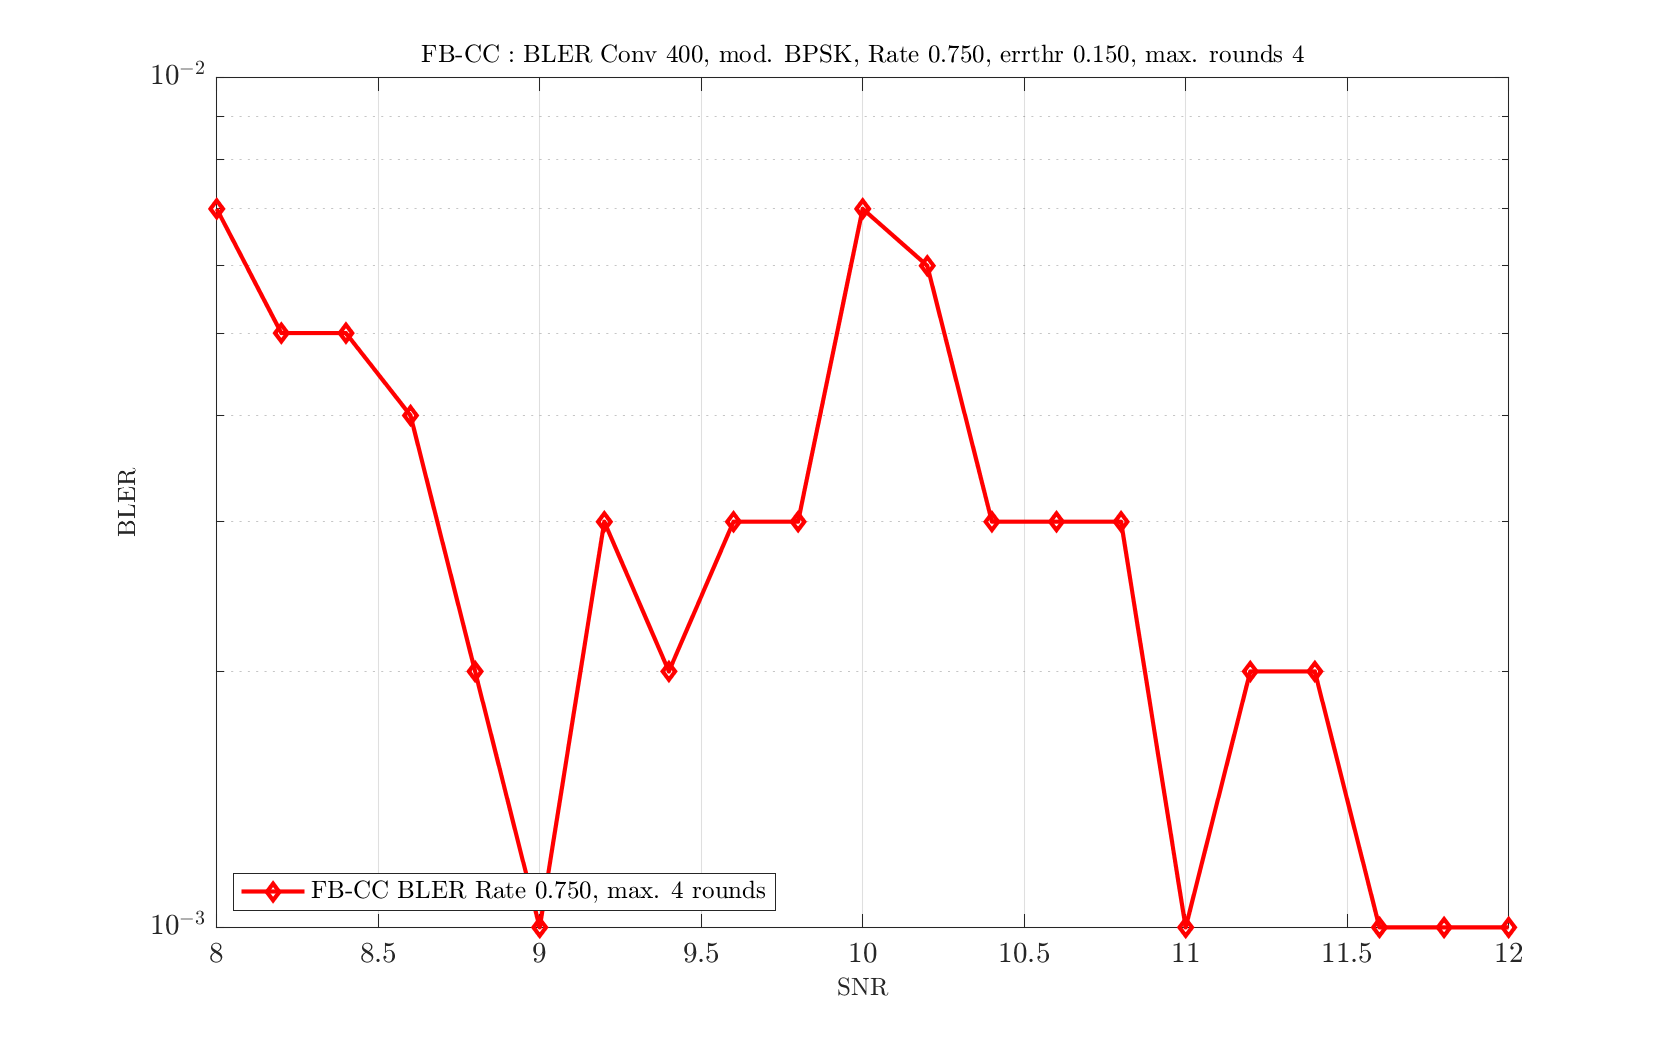 FB-CC : BLER Conv 400, mod. BPSK, Rate 0.750, errthr 0.150, max. rounds 4
10⁻²
BLER
10⁻³
FB-CC BLER Rate 0.750, max. 4 rounds
8 8.5 9 9.5 10 10.5 11 11.5 12
SNR